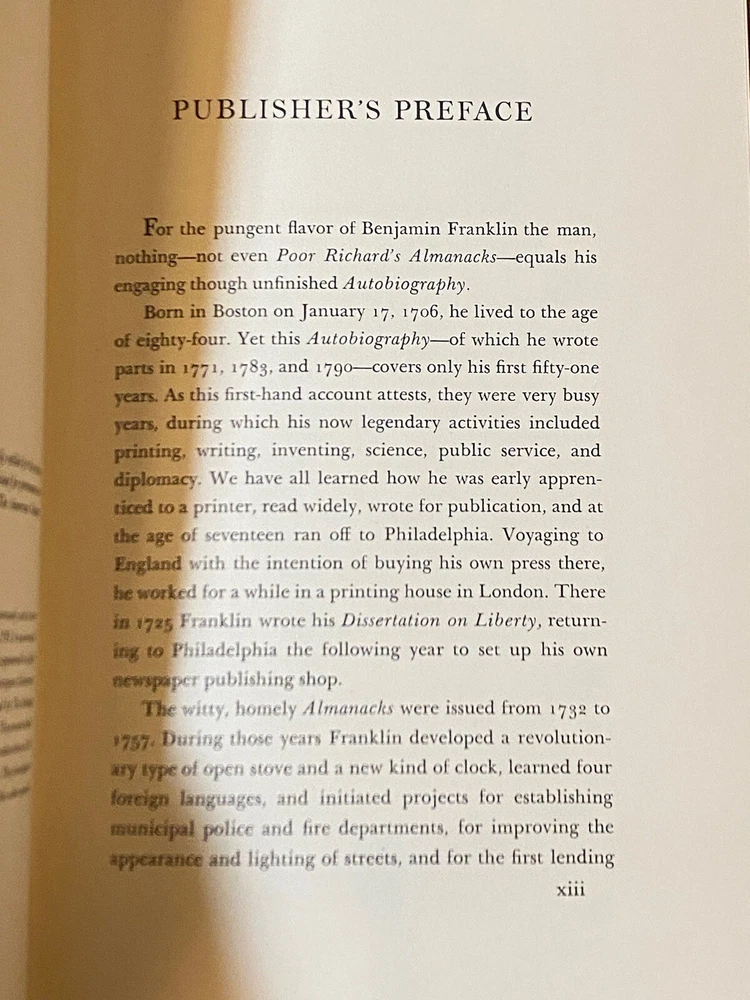 PUBLISHER'S PREFACE
For the pungent flavor of Benjamin Franklin the man,
nothing—not even Poor Richard's Almanacks—equals his
engaging though unfinished Autobiography.
Born in Boston on January 17, 1706, he lived to the age
of eighty-four. Yet this Autobiography—of which he wrote
parts in 1771, 1783, and 1790—covers only his first fifty-one
years. As this first-hand account attests, they were very busy
years, during which his now legendary activities included
printing, writing, inventing, science, public service, and
diplomacy. We have all learned how he was early appren-
ticed to a printer, read widely, wrote for publication, and at
the age of seventeen ran off to Philadelphia. Voyaging to
England with the intention of buying his own press there,
he worked for a while in a printing house in London. There
in 1725 Franklin wrote his Dissertation on Liberty, return-
ing to Philadelphia the following year to set up his own
newspaper publishing shop.
The witty, homely Almanacks were issued from 1732 to
1757. During those years Franklin developed a revolution-
ary type of open stove and a new kind of clock, learned four
foreign languages, and initiated projects for establishing
municipal police and fire departments, for improving the
appearance and lighting of streets, and for the first lending
xiii